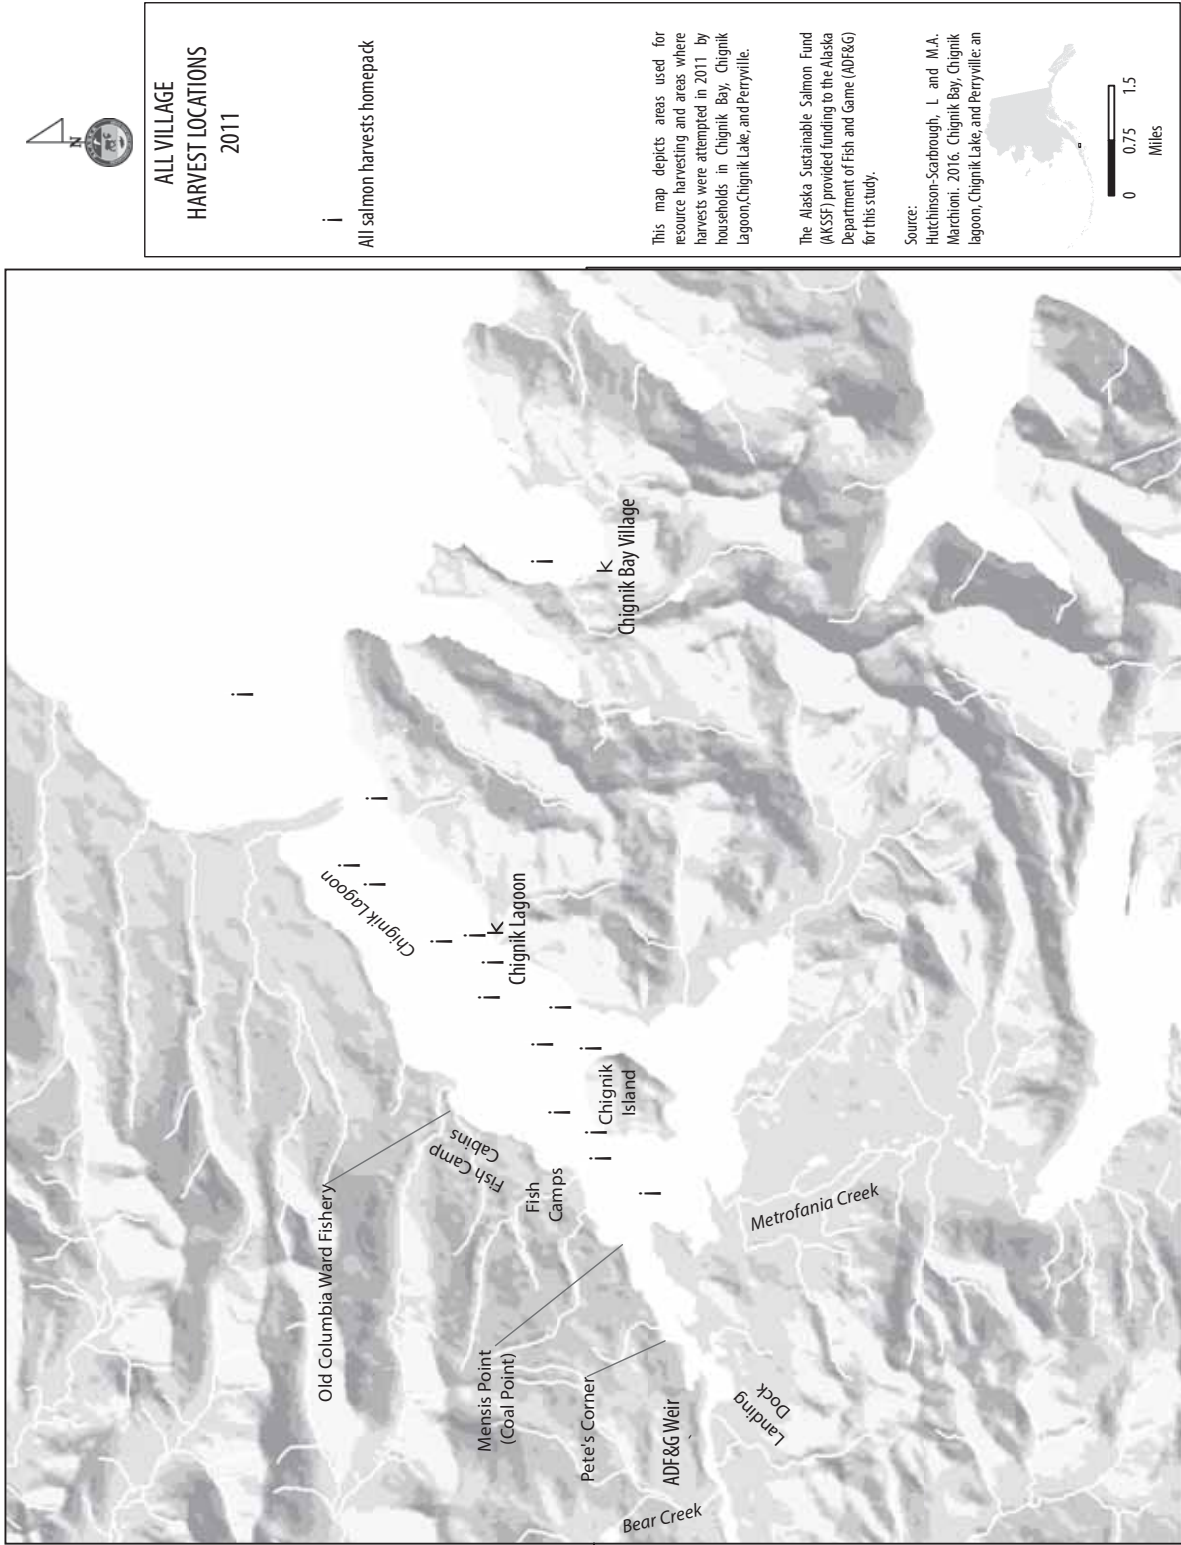 N
ALL VILLAGE
HARVEST LOCATIONS
2011
i
All salmon harvests homepack
This map depicts areas used for
resource harvesting and areas where
harvests were attempted in 2011 by
households in Chignik Bay, Chignik
Lagoon,Chignik Lake, and Perryville.
The Alaska Sustainable Salmon Fund
(AKSSF) provided funding to the Alaska
Department of Fish and Game (ADF&G)
for this study.
Source:
Hutchinson-Scarbrough, L and M.A.
Marchioni. 2016. Chignik Bay, Chignik
lagoon, Chignik Lake, and Perryville: an
0 0.75 1.5
Miles
i
i
k
Chignik Bay Village
i
i
Chignik Lagoon
i
i
i
k
Chignik Lagoon
i
i
i
i
i
Chignik
Island
i
i
i
i
Old Columbia Ward Fishery
Fish Camp
Cabins
Fish
Camps
Mensis Point
(Coal Point)
Pete's Corner
ADF&G Weir
Landing
Dock
Metrofania Creek
Bear Creek